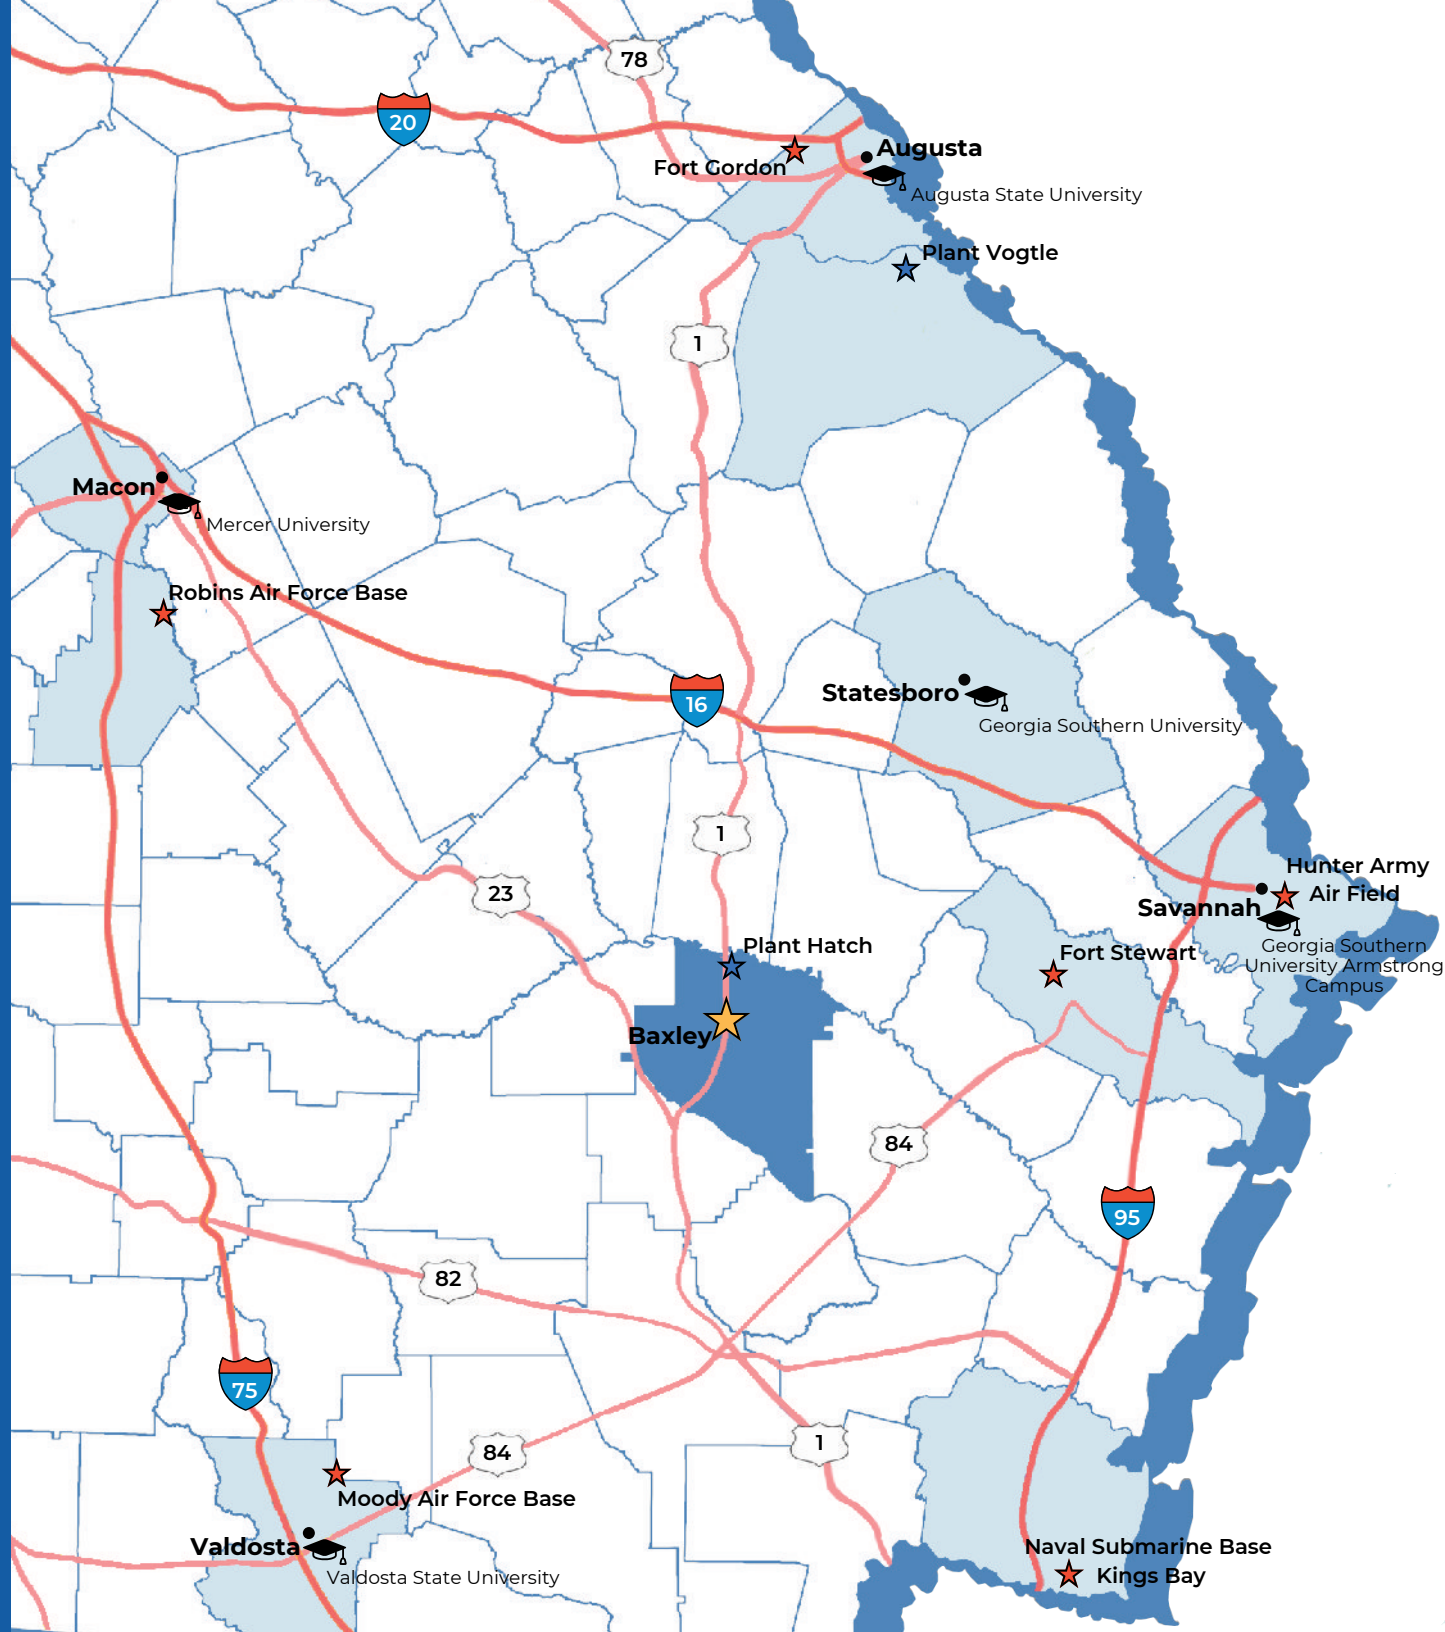 78
20
Augusta
Fort Gordon
Augusta State University
Plant Vogtle
1
Macon
Mercer University
Robins Air Force Base
Statesboro
16
Georgia Southern University
1
Hunter Army
Air Field
23
Savannah
Plant Hatch
Georgia Southern
University Armstrong
Campus
Fort Stewart
Baxley
84
95
82
75
1
84
Moody Air Force Base
Valdosta
Valdosta State University
Naval Submarine Base
Kings Bay